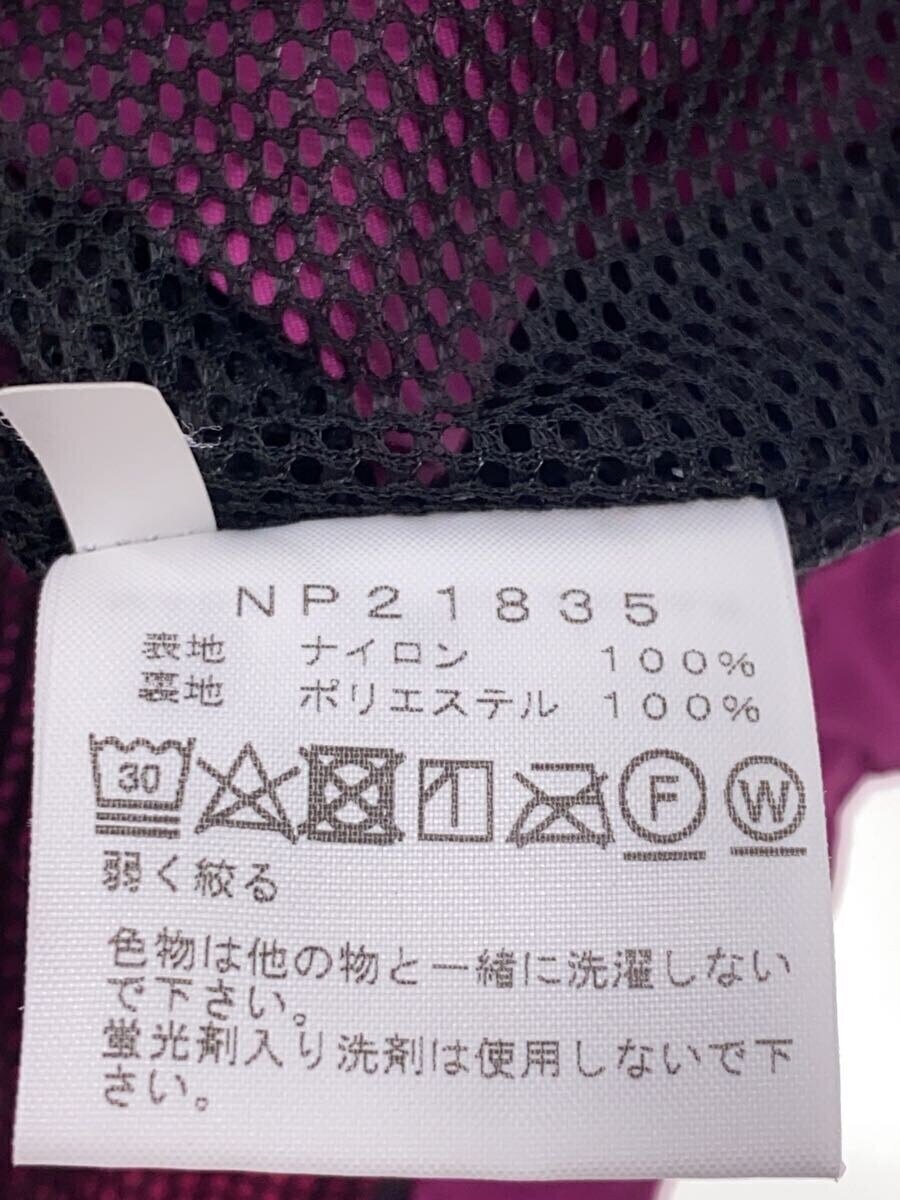 NP21835
表地 ナイロン 100%
裏地 ポリエステル 100%
30 F W
弱く絞る
色物は他の物と一緒に洗濯しない
で下さい。
蛍光剤入り洗剤は使用しないで下
さい。